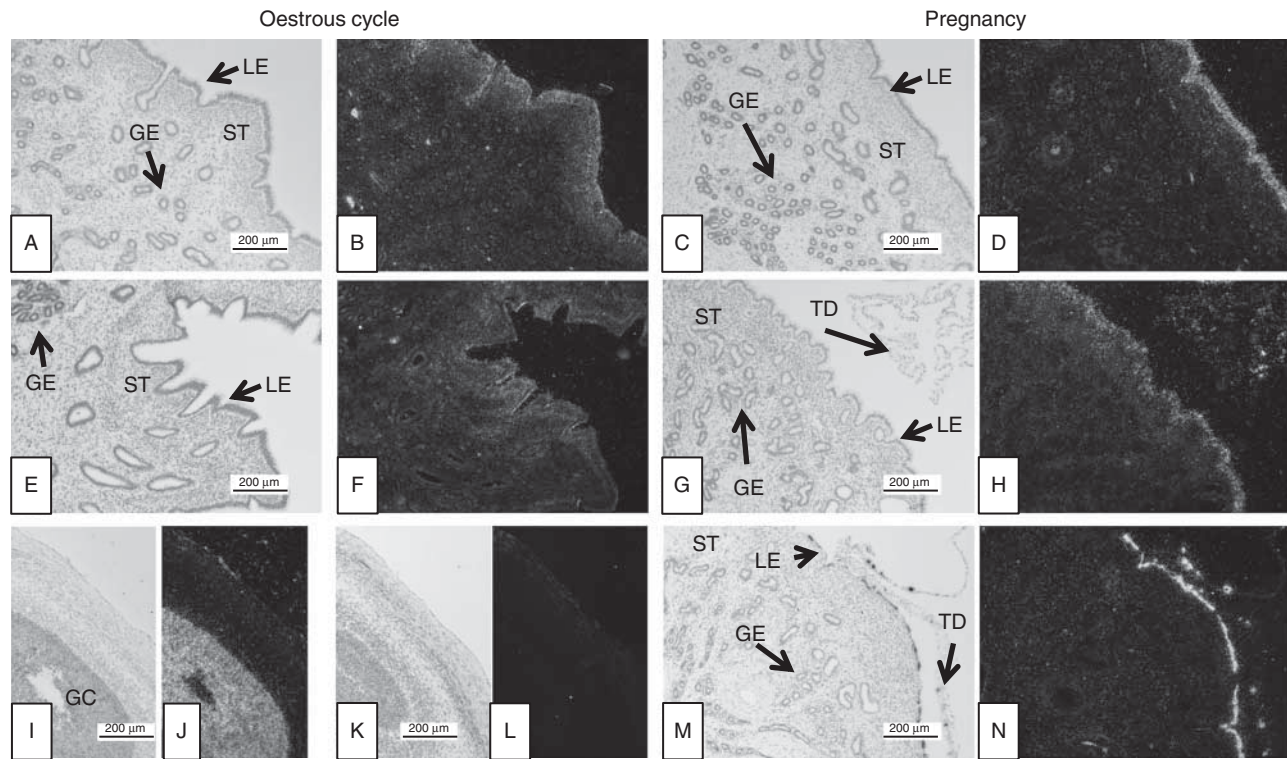 Oestrous cycle Pregnancy
LE LE
GE ST GE ST
A 200 µm B C 200 µm D
ST TD
GE ST LE LE
E 200 µm F G GE 200 µm H
ST LE
GE TD
GC
I 200 µm J K 200 µm L M 200 µm N